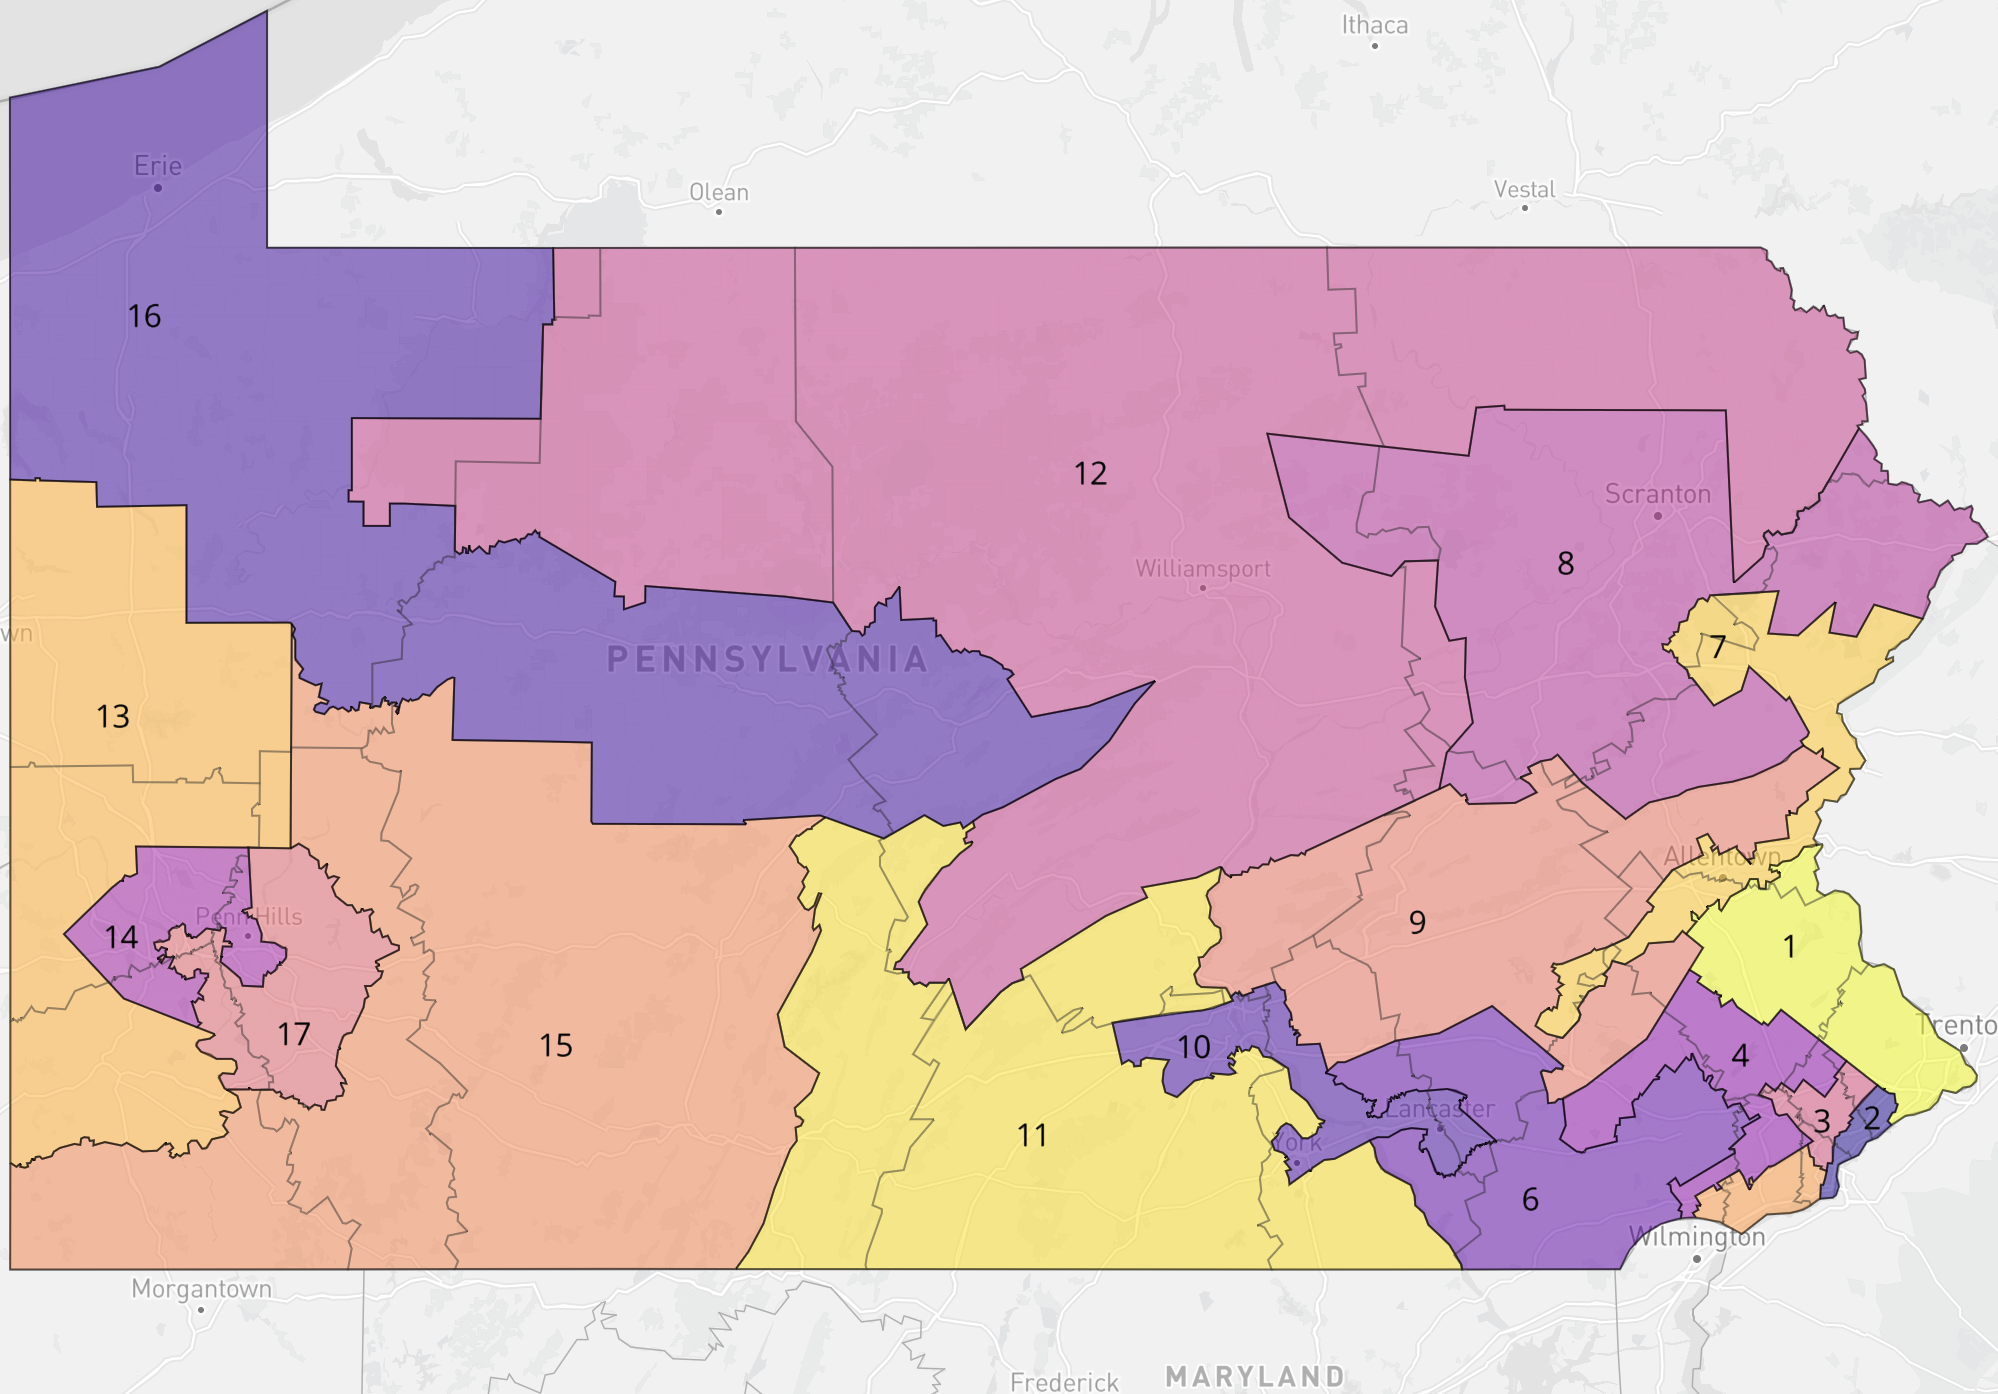 Ithaca
Erie
Olean
Vestal
16
12
Scranton
8
Williamsport
wn
PENNSYLVANIA
7
13
Allentown
Penn Hills
14
9
1
17
15
10
4
Trento
Lancaster
3
2
11
York
6
Wilmington
Morgantown
Frederick
MARYLAND